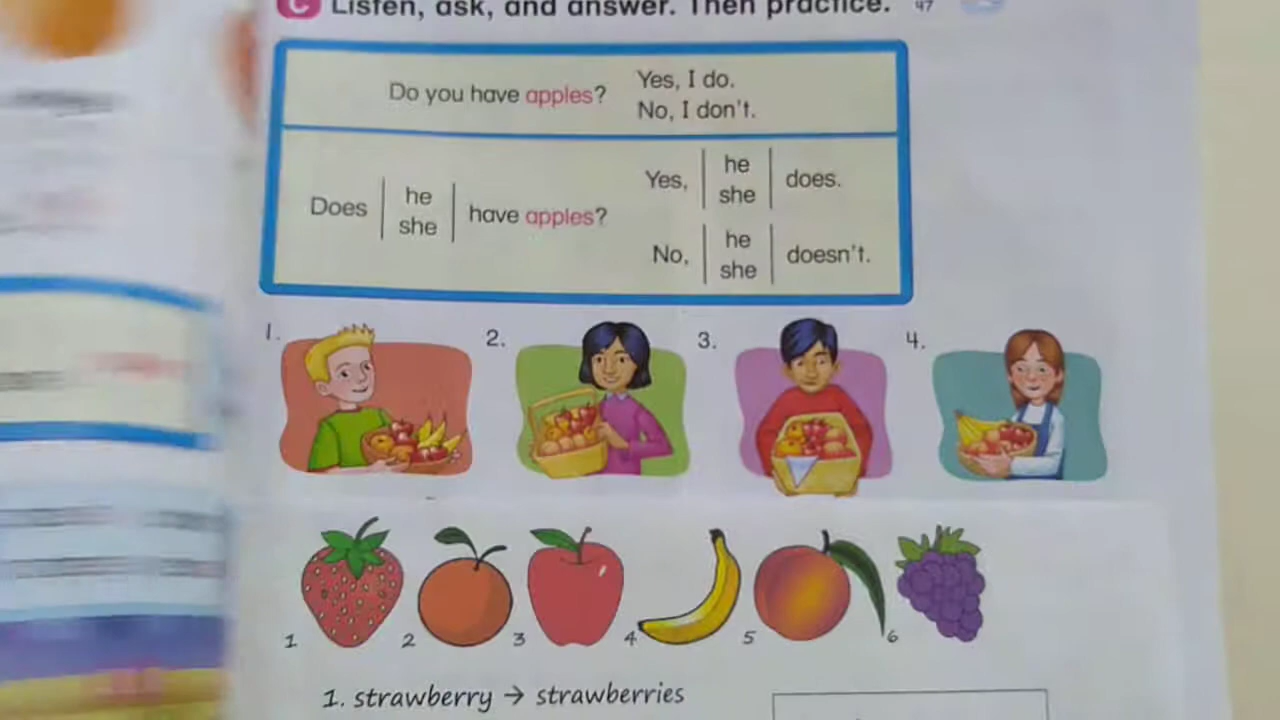 C Listen, ask, and answer. Then practice. 47
Do you have apples?
Yes, I do.
No, I don't.
Does
he
she
have apples?
Yes,
he
she
does.
No,
he
she
doesn't.
1.
2.
3.
4.
1
2
3
4
5
6
1. strawberry → strawberries